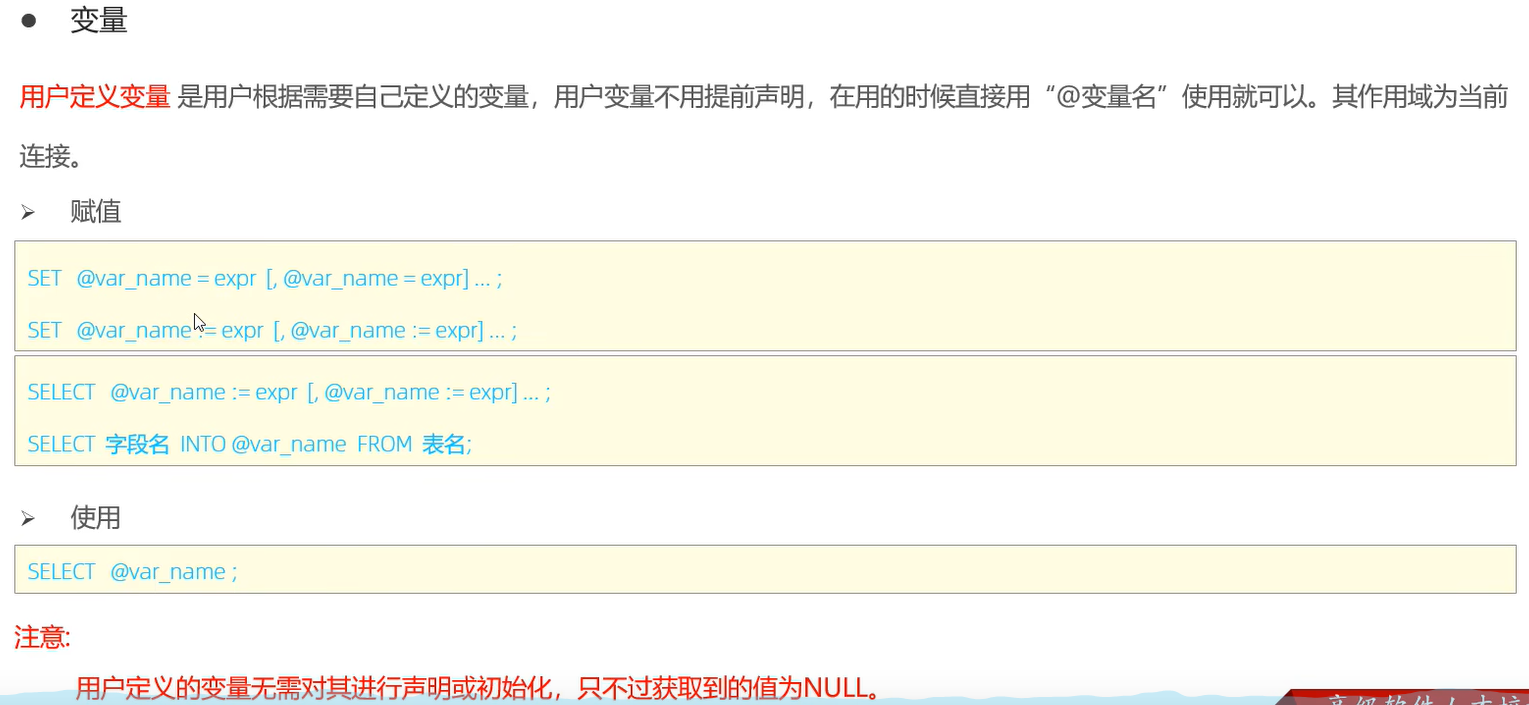 ● 变量
用户定义变量 是用户根据需要自己定义的变量，用户变量不用提前声明，在用的时候直接用“@变量名”使用就可以。其作用域为当前
连接。
➢ 赋值
SET @var_name = expr [, @var_name = expr] ... ;
SET @var_name := expr [, @var_name := expr] ... ;
SELECT @var_name := expr [, @var_name := expr] ... ;
SELECT 字段名 INTO @var_name FROM 表名;
➢ 使用
SELECT @var_name ;
注意:
用户定义的变量无需对其进行声明或初始化，只不过获取到的值为NULL。